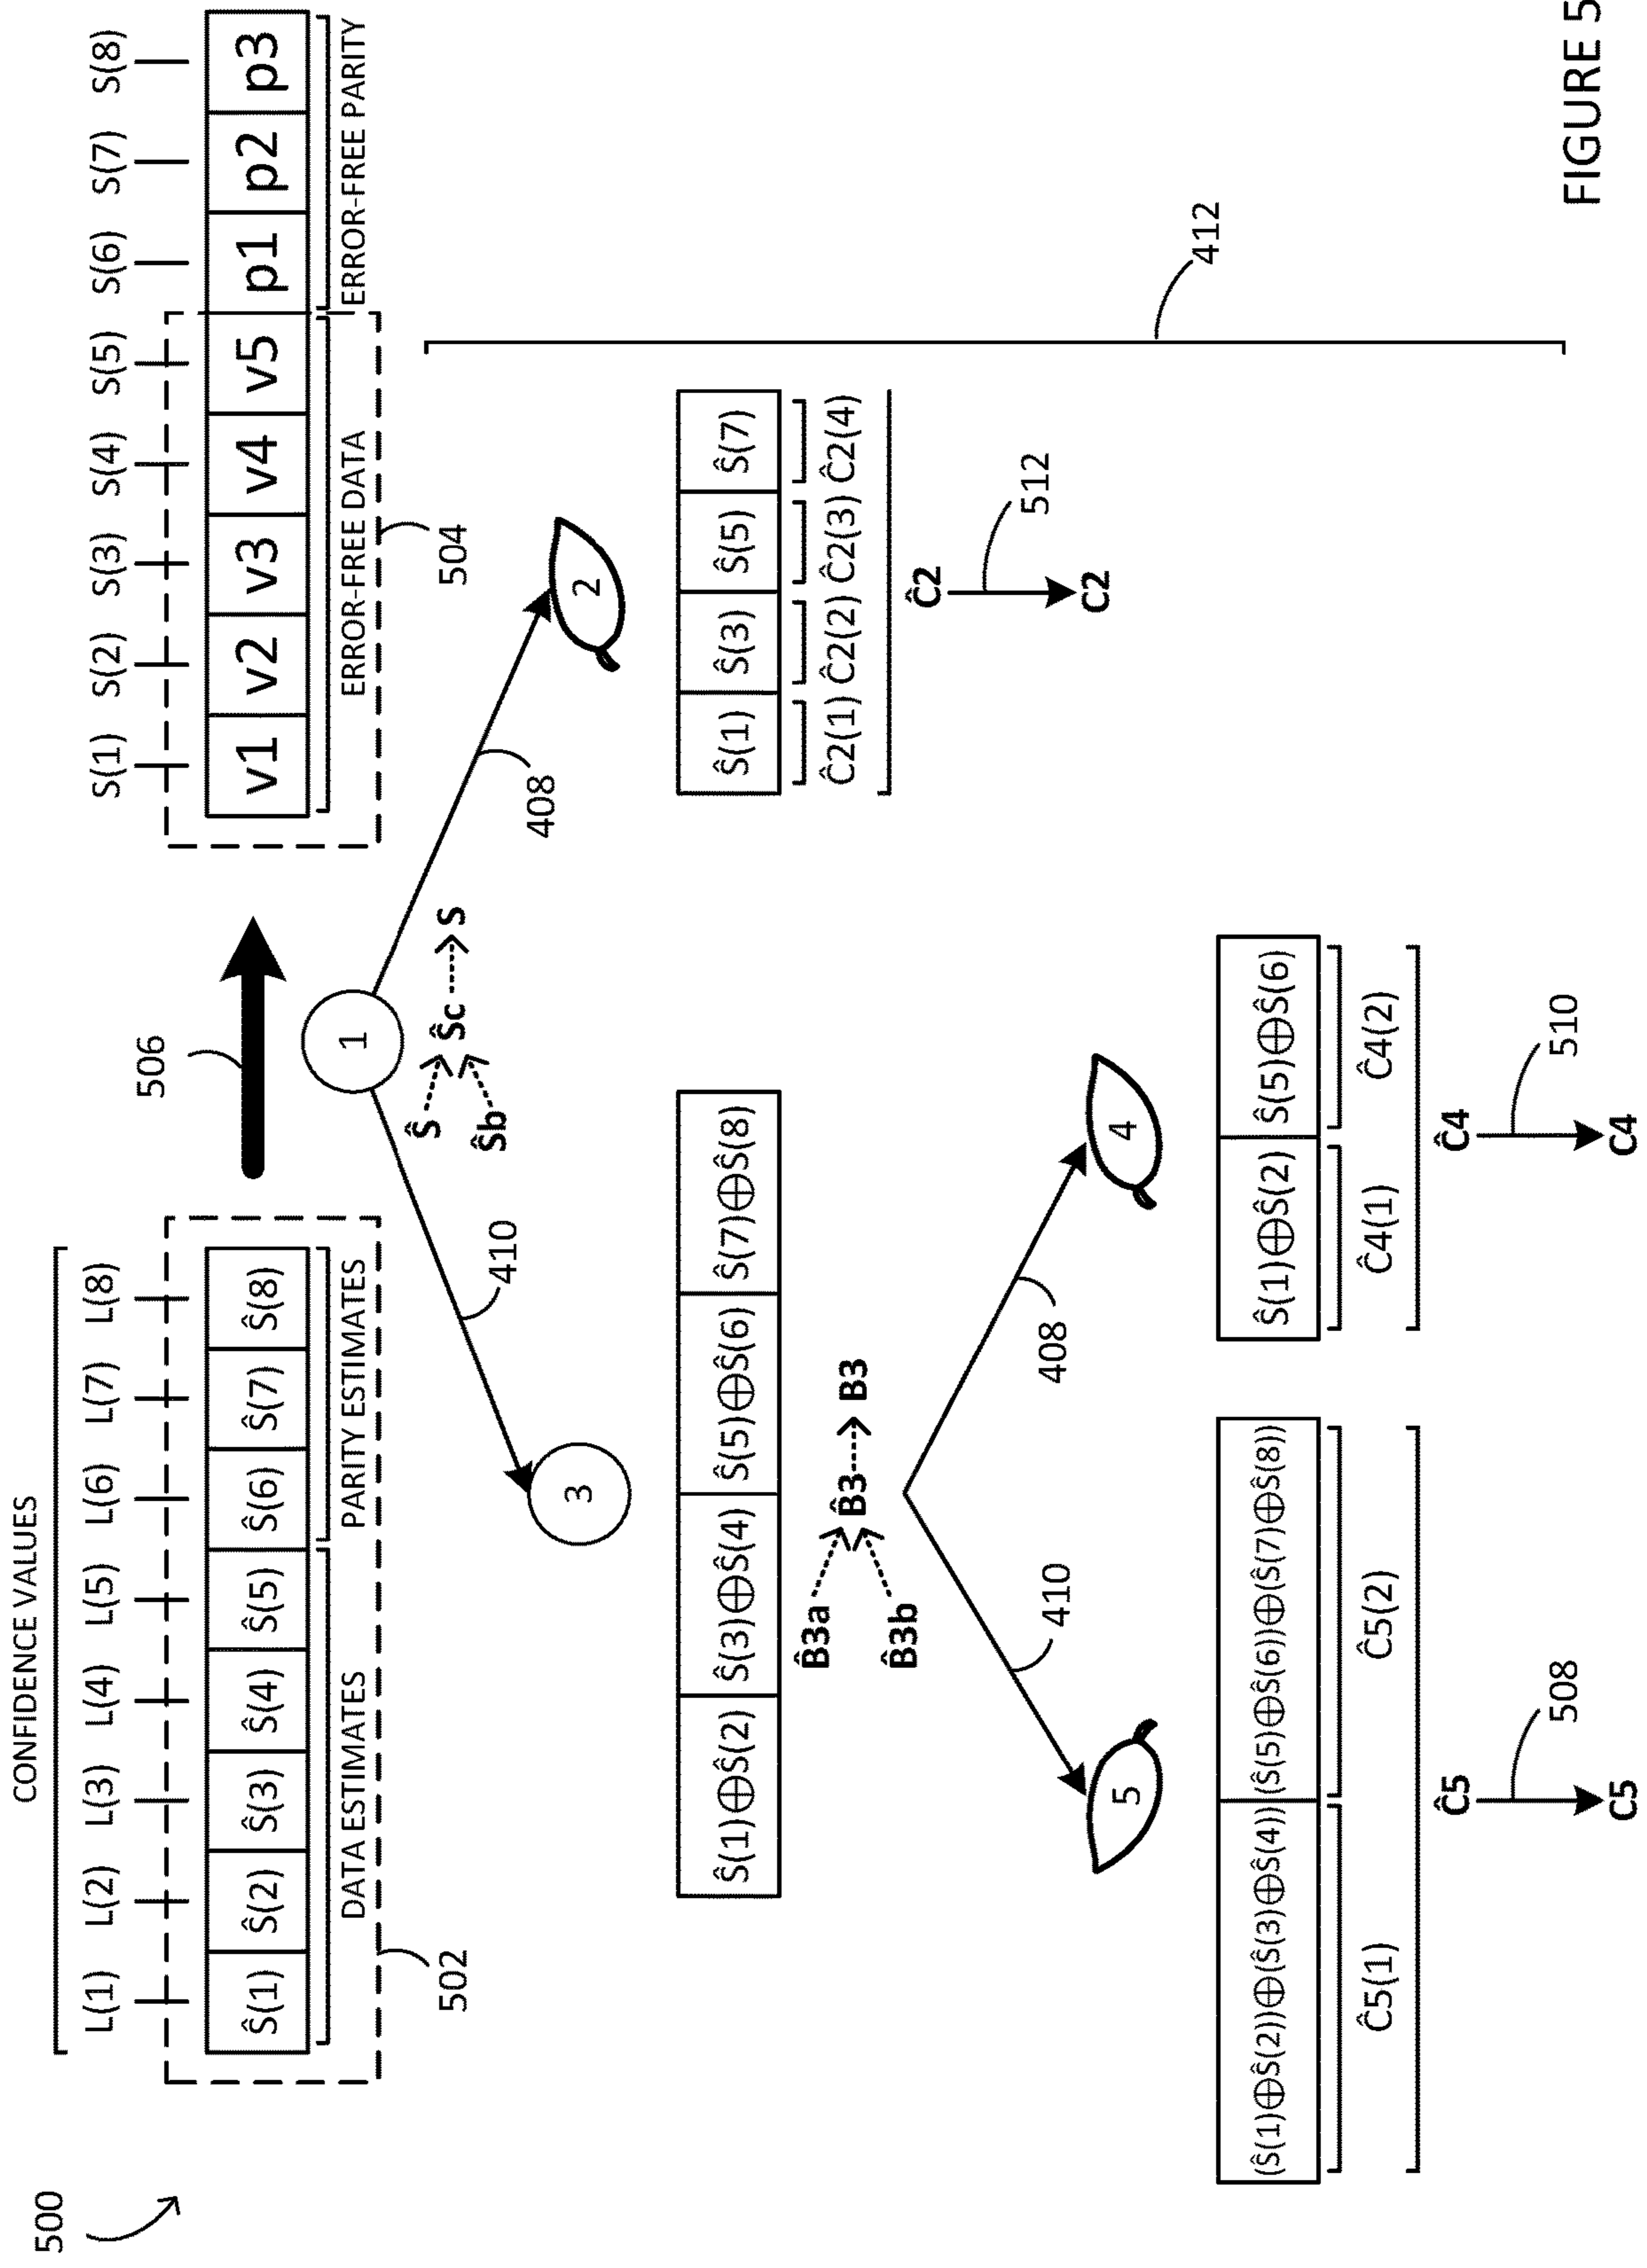 500
CONFIDENCE VALUES
L(1) L(2) L(3) L(4) L(5) L(6) L(7) L(8)
Ŝ(1) Ŝ(2) Ŝ(3) Ŝ(4) Ŝ(5) Ŝ(6) Ŝ(7) Ŝ(8)
DATA ESTIMATES PARITY ESTIMATES
502
506
S(1) S(2) S(3) S(4) S(5) S(6) S(7) S(8)
v1 v2 v3 v4 v5 p1 p2 p3
ERROR-FREE DATA ERROR-FREE PARITY
504
1
Ŝ Ŝc S
Ŝb
410
408
3
2
Ŝ(1)⊕Ŝ(2) Ŝ(3)⊕Ŝ(4) Ŝ(5)⊕Ŝ(6) Ŝ(7)⊕Ŝ(8)
Ŝ(1) Ŝ(3) Ŝ(5) Ŝ(7)
Ĉ2(1) Ĉ2(2) Ĉ2(3) Ĉ2(4)
B̂3a B̂3 B3
B̂3b
Ĉ2
512
C2
412
410
408
5
4
(Ŝ(1)⊕Ŝ(2))⊕(Ŝ(3)⊕Ŝ(4)) (Ŝ(5)⊕Ŝ(6))⊕(Ŝ(7)⊕Ŝ(8))
Ŝ(1)⊕Ŝ(2) Ŝ(5)⊕Ŝ(6)
Ĉ5(1) Ĉ5(2)
Ĉ4(1) Ĉ4(2)
Ĉ5
508
C5
Ĉ4
510
C4
FIGURE 5